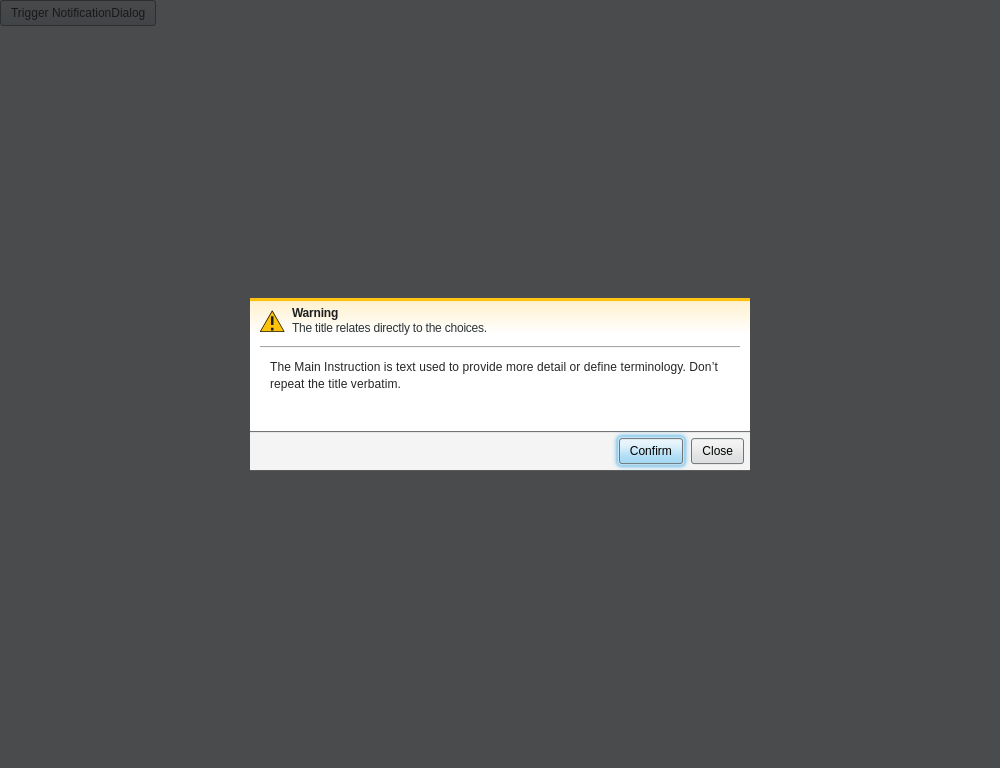 Trigger NotificationDialog
Warning
The title relates directly to the choices.
The Main Instruction is text used to provide more detail or define terminology. Don’t
repeat the title verbatim.
Confirm
Close